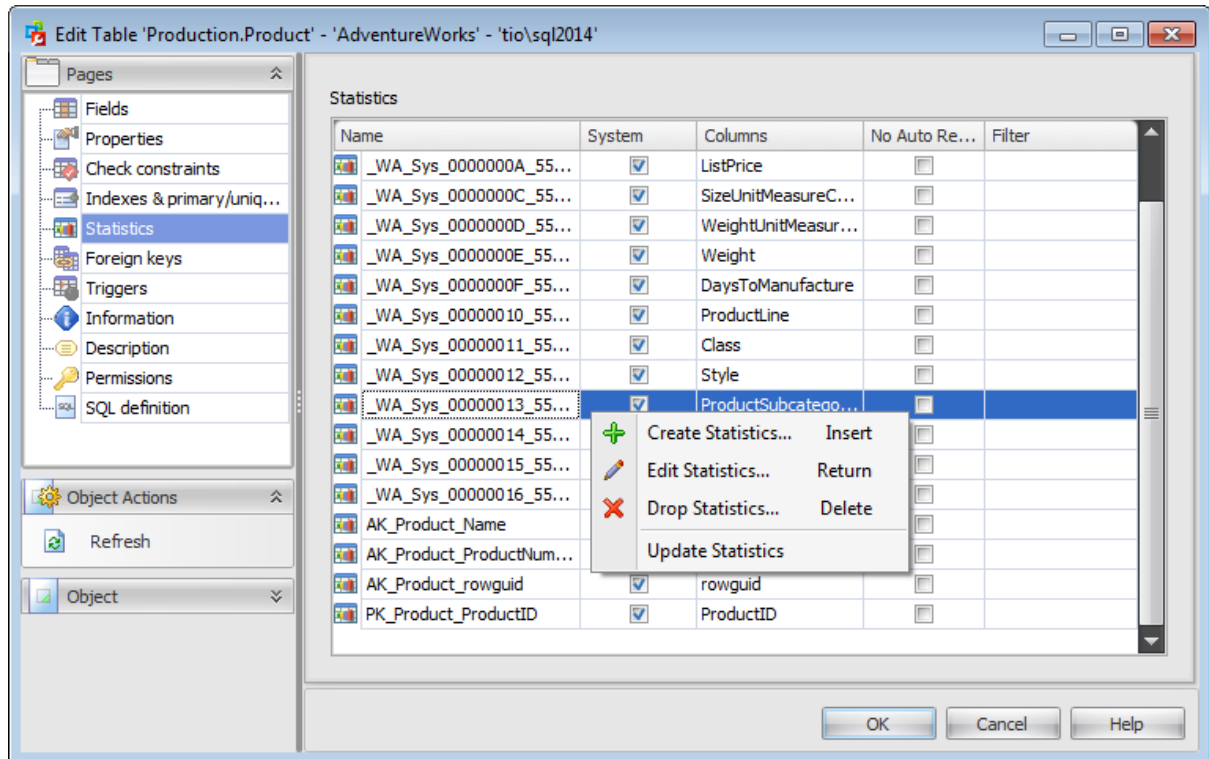 Edit Table 'Production.Product' - 'AdventureWorks' - 'tio\sql2014'
Pages
Fields
Properties
Check constraints
Indexes & primary/uniq...
Statistics
Foreign keys
Triggers
Information
Description
Permissions
SQL definition
Object Actions
Refresh
Object
Statistics
Name System Columns No Auto Re... Filter
_WA_Sys_0000000A_55... ListPrice
_WA_Sys_0000000C_55... SizeUnitMeasureC...
_WA_Sys_0000000D_55... WeightUnitMeasur...
_WA_Sys_0000000E_55... Weight
_WA_Sys_0000000F_55... DaysToManufacture
_WA_Sys_00000010_55... ProductLine
_WA_Sys_00000011_55... Class
_WA_Sys_00000012_55... Style
_WA_Sys_00000013_55... ProductSubcatego...
_WA_Sys_00000014_55...
_WA_Sys_00000015_55...
_WA_Sys_00000016_55...
AK_Product_Name
AK_Product_ProductNum...
AK_Product_rowguid rowguid
PK_Product_ProductID ProductID
Create Statistics... Insert
Edit Statistics... Return
Drop Statistics... Delete
Update Statistics
OK Cancel Help